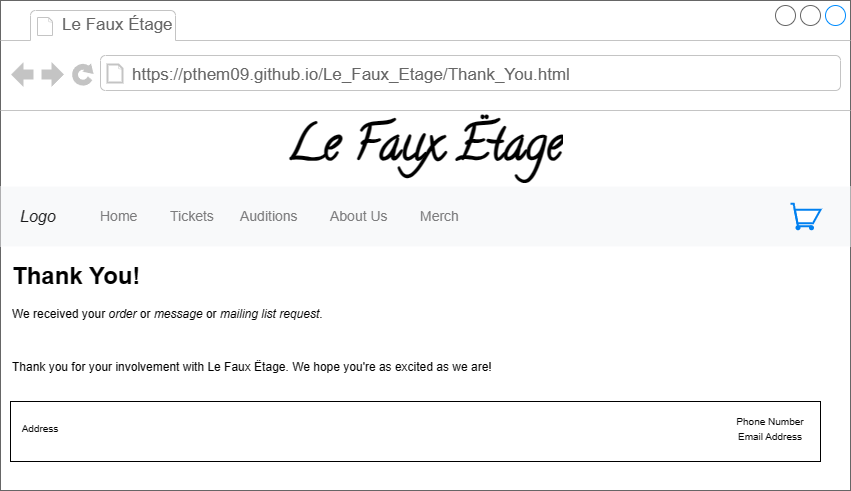 Le Faux Étage
https://pthem09.github.io/Le_Faux_Etage/Thank_You.html
Le Faux Ëtage
Logo Home Tickets Auditions About Us Merch
Thank You!
We received your order or message or mailing list request.
Thank you for your involvement with Le Faux Ëtage. We hope you're as excited as we are!
Address
Phone Number
Email Address